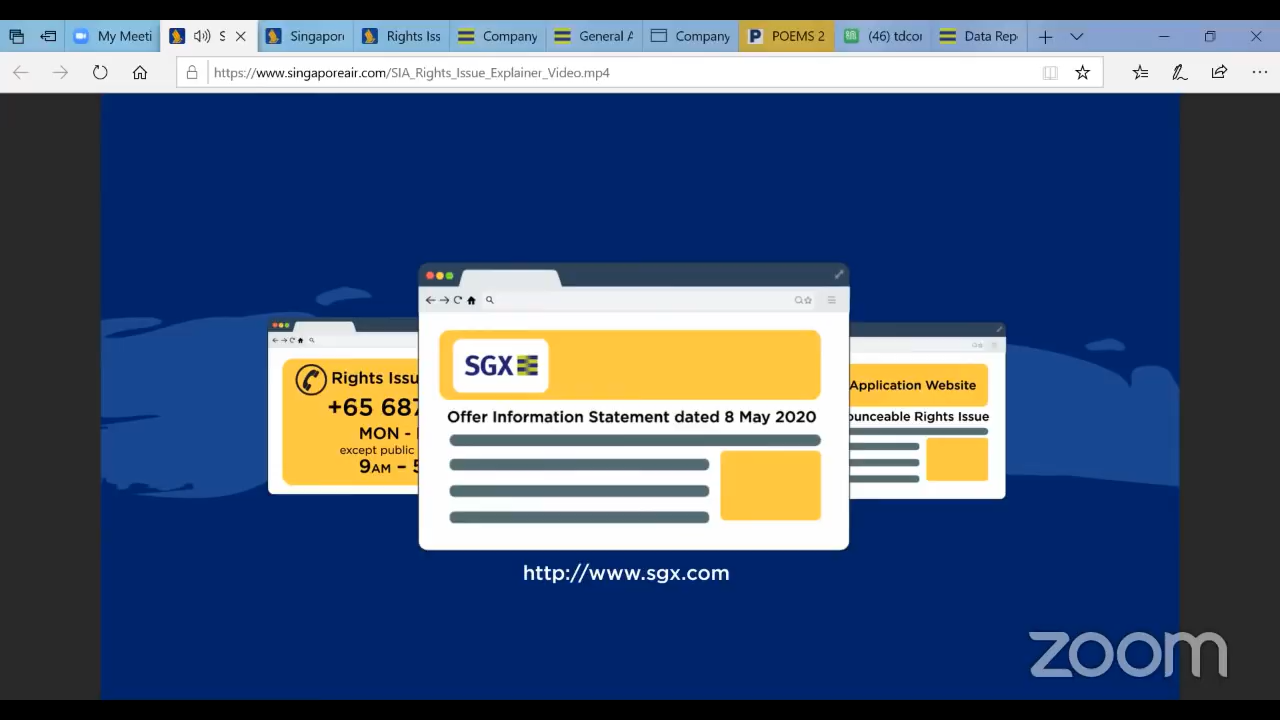 My Meeti
S
Singapor
Rights Iss
Company
General A
Company
POEMS 2
(46) tdcor
Data Rep
https://www.singaporeair.com/SIA_Rights_Issue_Explainer_Video.mp4
SGX
Offer Information Statement dated 8 May 2020
Rights Issu
+65 687
MON -
except public
9AM – 5
Application Website
ounceable Rights Issue
http://www.sgx.com
zoom